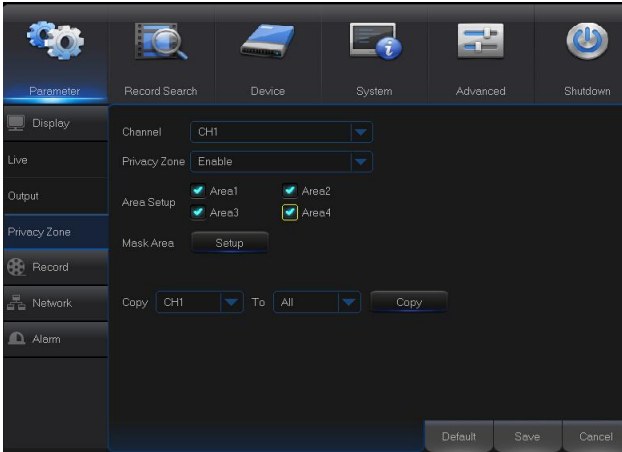 Parameter Record Search Device System Advanced Shutdown
Display
Live
Output
Privacy Zone
Record
Network
Alarm
Channel CH1
Privacy Zone Enable
Area Setup Area1 Area2
Area3 Area4
Mask Area Setup
Copy CH1 To All Copy
Default Save Cancel